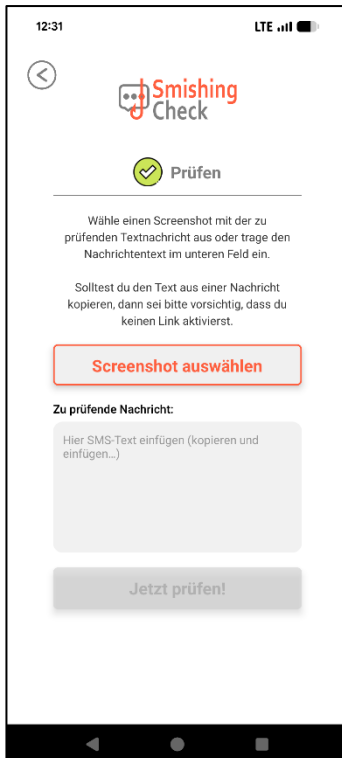 12:31
LTE
Smishing
Check
Prüfen
Wähle einen Screenshot mit der zu
prüfenden Textnachricht aus oder trage den
Nachrichtentext im unteren Feld ein.
Solltest du den Text aus einer Nachricht
kopieren, dann sei bitte vorsichtig, dass du
keinen Link aktivierst.
Screenshot auswählen
Zu prüfende Nachricht:
Hier SMS-Text einfügen (kopieren und
einfügen...)
Jetzt prüfen!